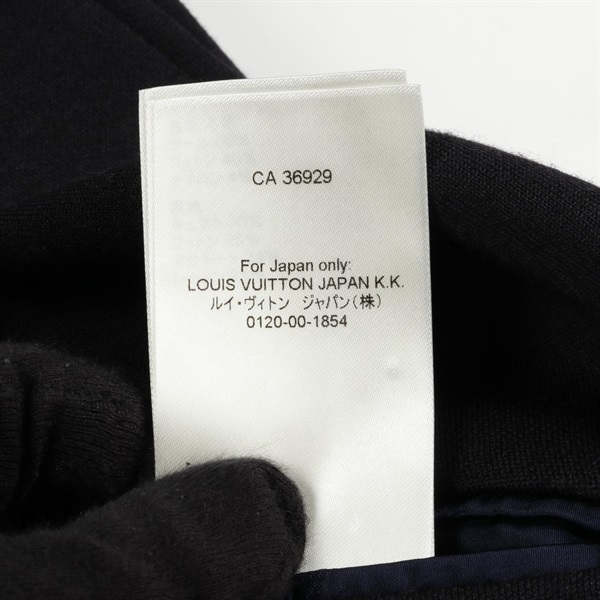 CA 36929
For Japan only:
LOUIS VUITTON JAPAN K.K.
ルイ・ヴィトン ジャパン(株)
0120-00-1854